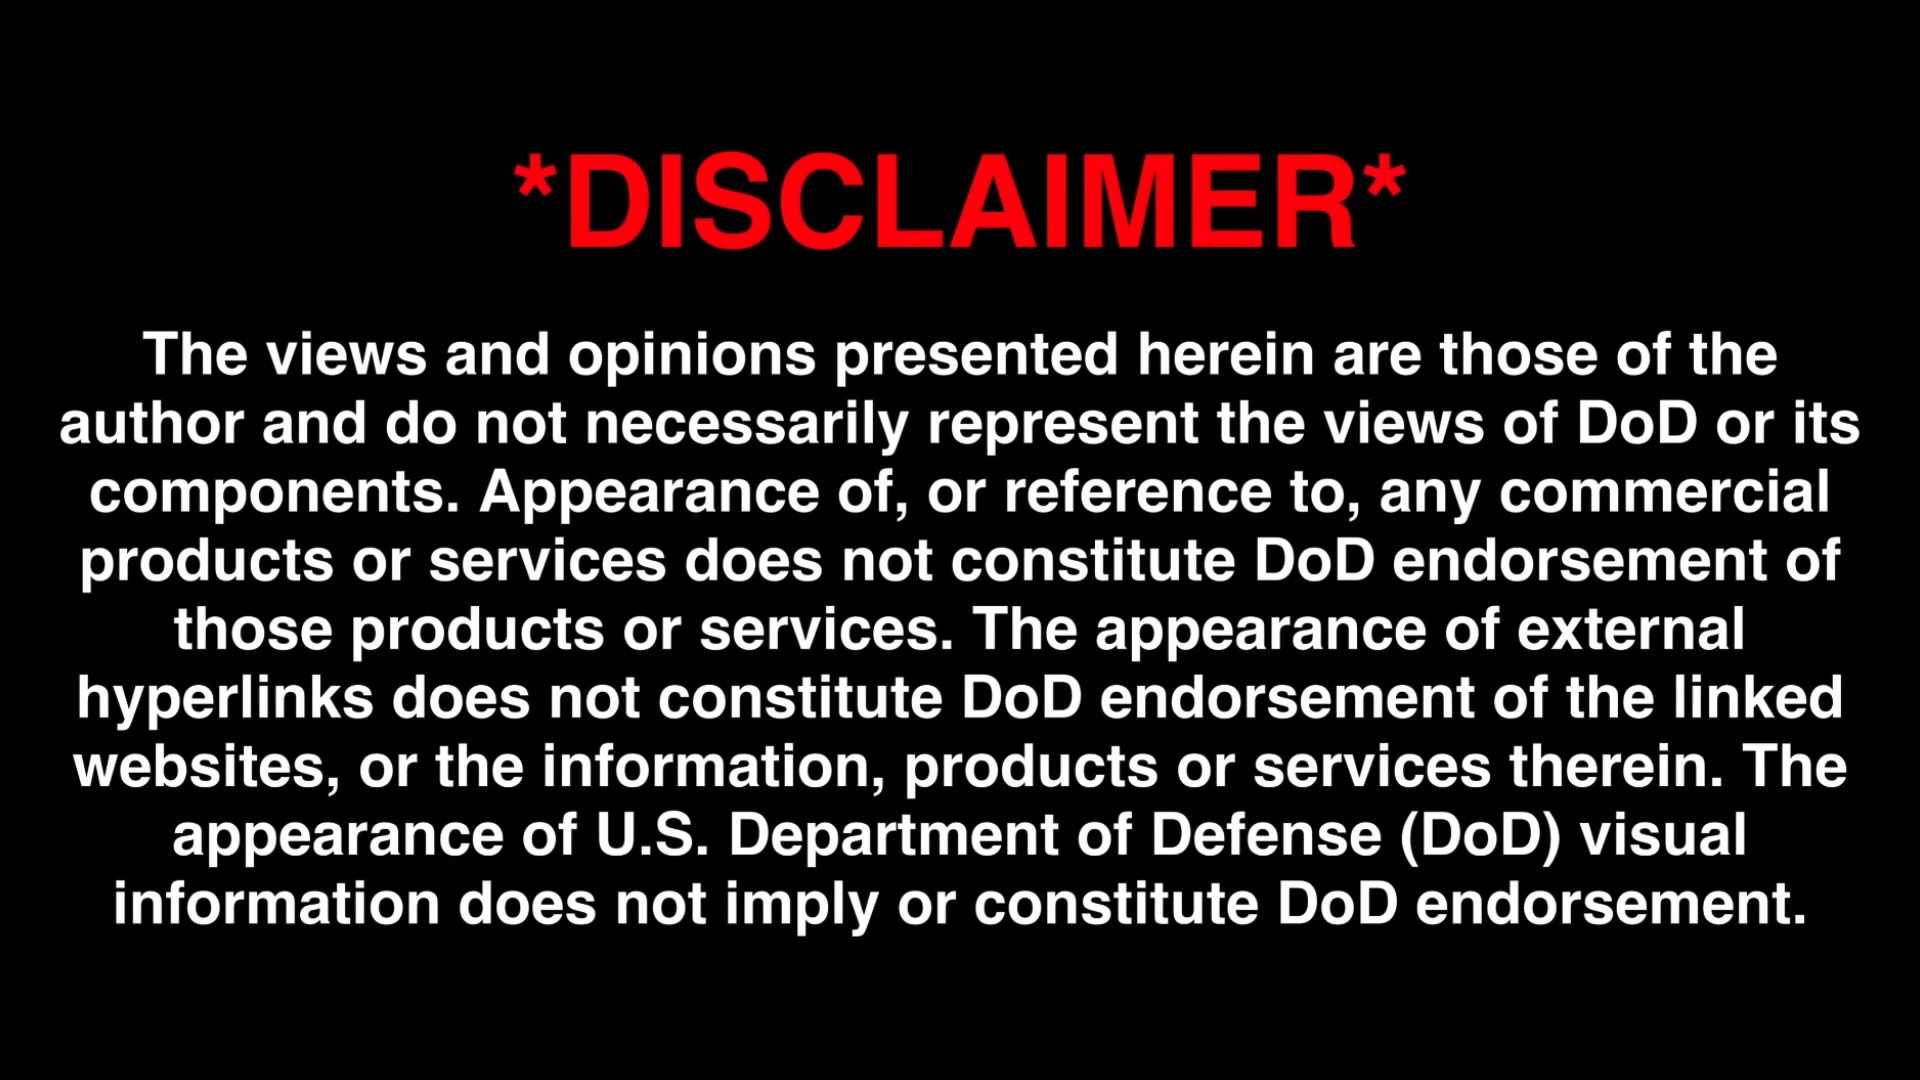 *DISCLAIMER*
The views and opinions presented herein are those of the
author and do not necessarily represent the views of DoD or its
components. Appearance of, or reference to, any commercial
products or services does not constitute DoD endorsement of
those products or services. The appearance of external
hyperlinks does not constitute DoD endorsement of the linked
websites, or the information, products or services therein. The
appearance of U.S. Department of Defense (DoD) visual
information does not imply or constitute DoD endorsement.